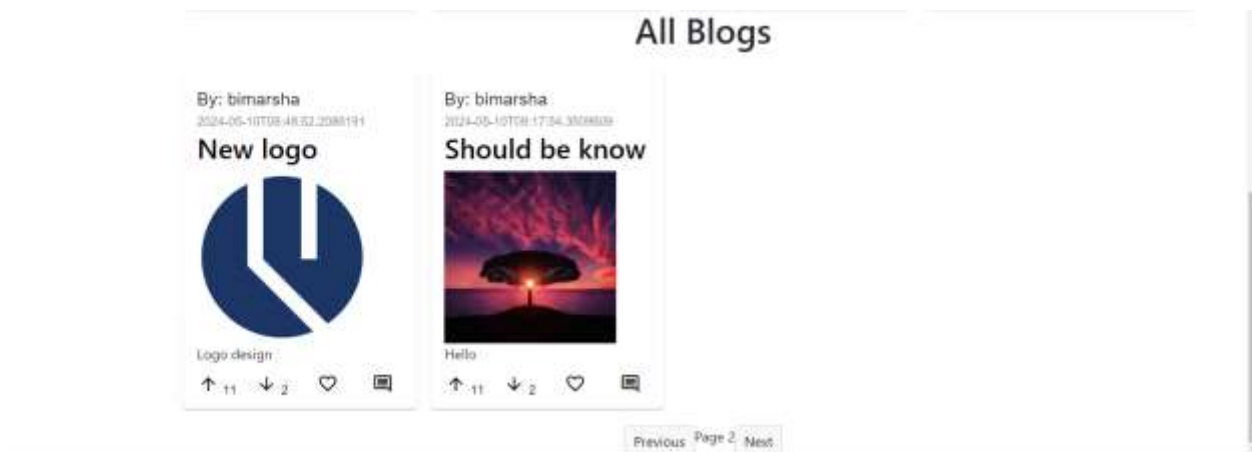 All Blogs
By: bimarsha
New logo
Logo design
11 2
By: bimarsha
Should be know
Hello
11 2
Previous Page 2 Next